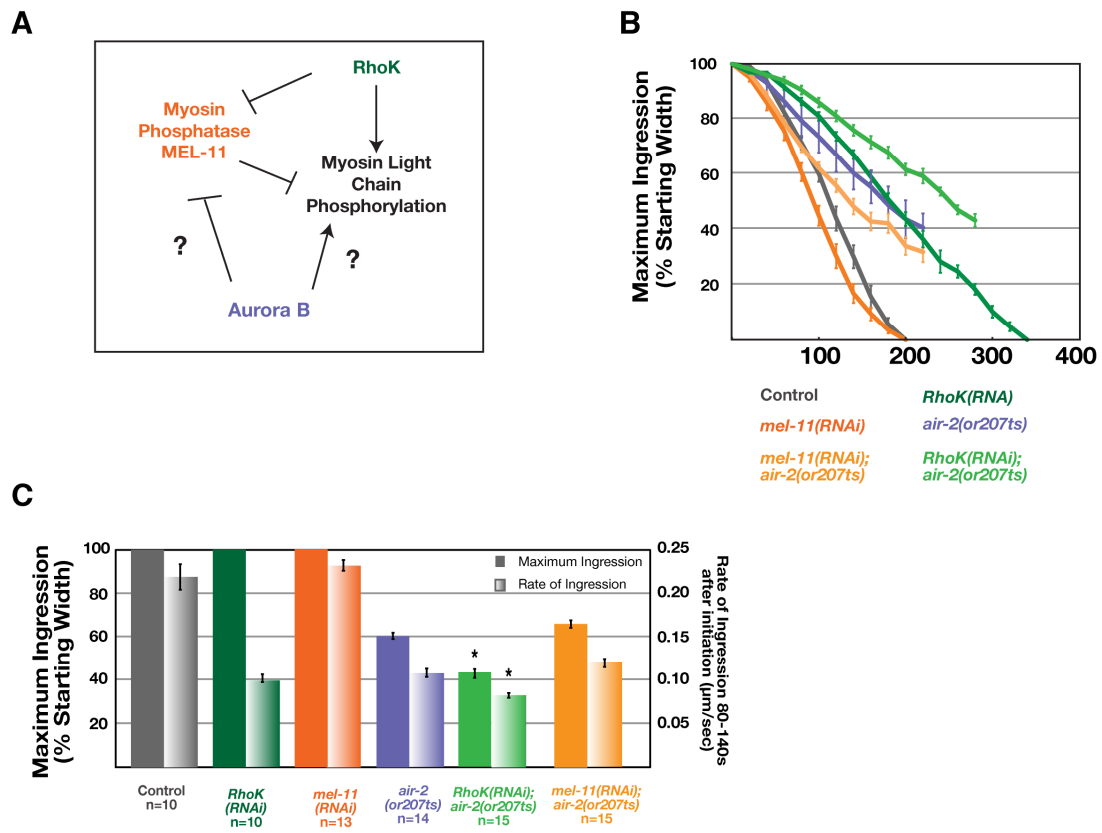 A
RhoK
Myosin
Phosphatase
MEL-11
Myosin Light
Chain
Phosphorylation
?
?
Aurora B
B
Maximum Ingression
(% Starting Width)
100
80
60
40
20
100
200
300
400
Control
RhoK(RNA)
mel-11(RNAi)
air-2(or207ts)
mel-11(RNAi);
air-2(or207ts)
RhoK(RNAi);
air-2(or207ts)
C
Maximum Ingression
(% Starting Width)
100
80
60
40
20
Maximum Ingression
Rate of Ingression
*
*
0.25
0.20
0.15
0.10
0.05
Rate of Ingression 80-140s
after initiation (µm/sec)
Control
n=10
RhoK
(RNAi)
n=10
mel-11
(RNAi)
n=13
air-2
(or207ts)
n=14
RhoK(RNAi);
air-2(or207ts)
n=15
mel-11(RNAi);
air-2(or207ts)
n=15